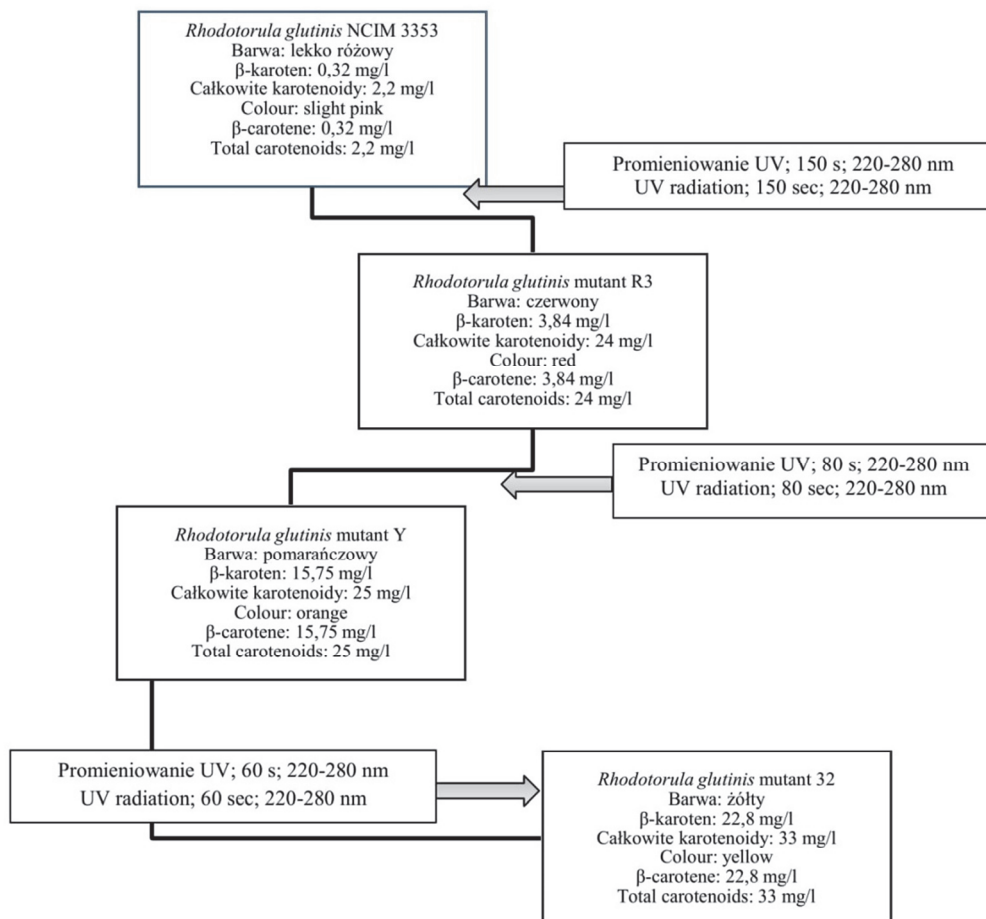 Rhodotorula glutinis NCIM 3353
Barwa: lekko różowy
β-karoten: 0,32 mg/l
Całkowite karotenoidy: 2,2 mg/l
Colour: slight pink
β-carotene: 0,32 mg/l
Total carotenoids: 2,2 mg/l
Promieniowanie UV; 150 s; 220-280 nm
UV radiation; 150 sec; 220-280 nm
Rhodotorula glutinis mutant R3
Barwa: czerwony
β-karoten: 3,84 mg/l
Całkowite karotenoidy: 24 mg/l
Colour: red
β-carotene: 3,84 mg/l
Total carotenoids: 24 mg/l
Promieniowanie UV; 80 s; 220-280 nm
UV radiation; 80 sec; 220-280 nm
Rhodotorula glutinis mutant Y
Barwa: pomarańczowy
β-karoten: 15,75 mg/l
Całkowite karotenoidy: 25 mg/l
Colour: orange
β-carotene: 15,75 mg/l
Total carotenoids: 25 mg/l
Promieniowanie UV; 60 s; 220-280 nm
UV radiation; 60 sec; 220-280 nm
Rhodotorula glutinis mutant 32
Barwa: żółty
β-karoten: 22,8 mg/l
Całkowite karotenoidy: 33 mg/l
Colour: yellow
β-carotene: 22,8 mg/l
Total carotenoids: 33 mg/l